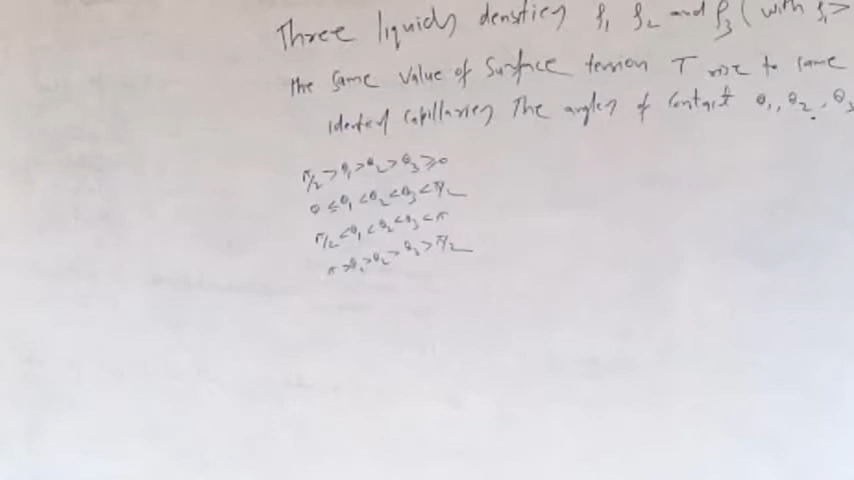 Three liquids densities ρ₁ ρ₂ and ρ₃ (with ρ₁>
the same value of Surface tension T rise to same
identical capillaries The angles of Contact θ₁, θ₂, θ₃
π/2 > θ₁ > θ₂ > θ₃ ≥ 0
0 ≤ θ₁ < θ₂ < θ₃ < π/2
π/2 < θ₁ < θ₂ < θ₃ < π
π > θ₁ > θ₂ > θ₃ > π/2